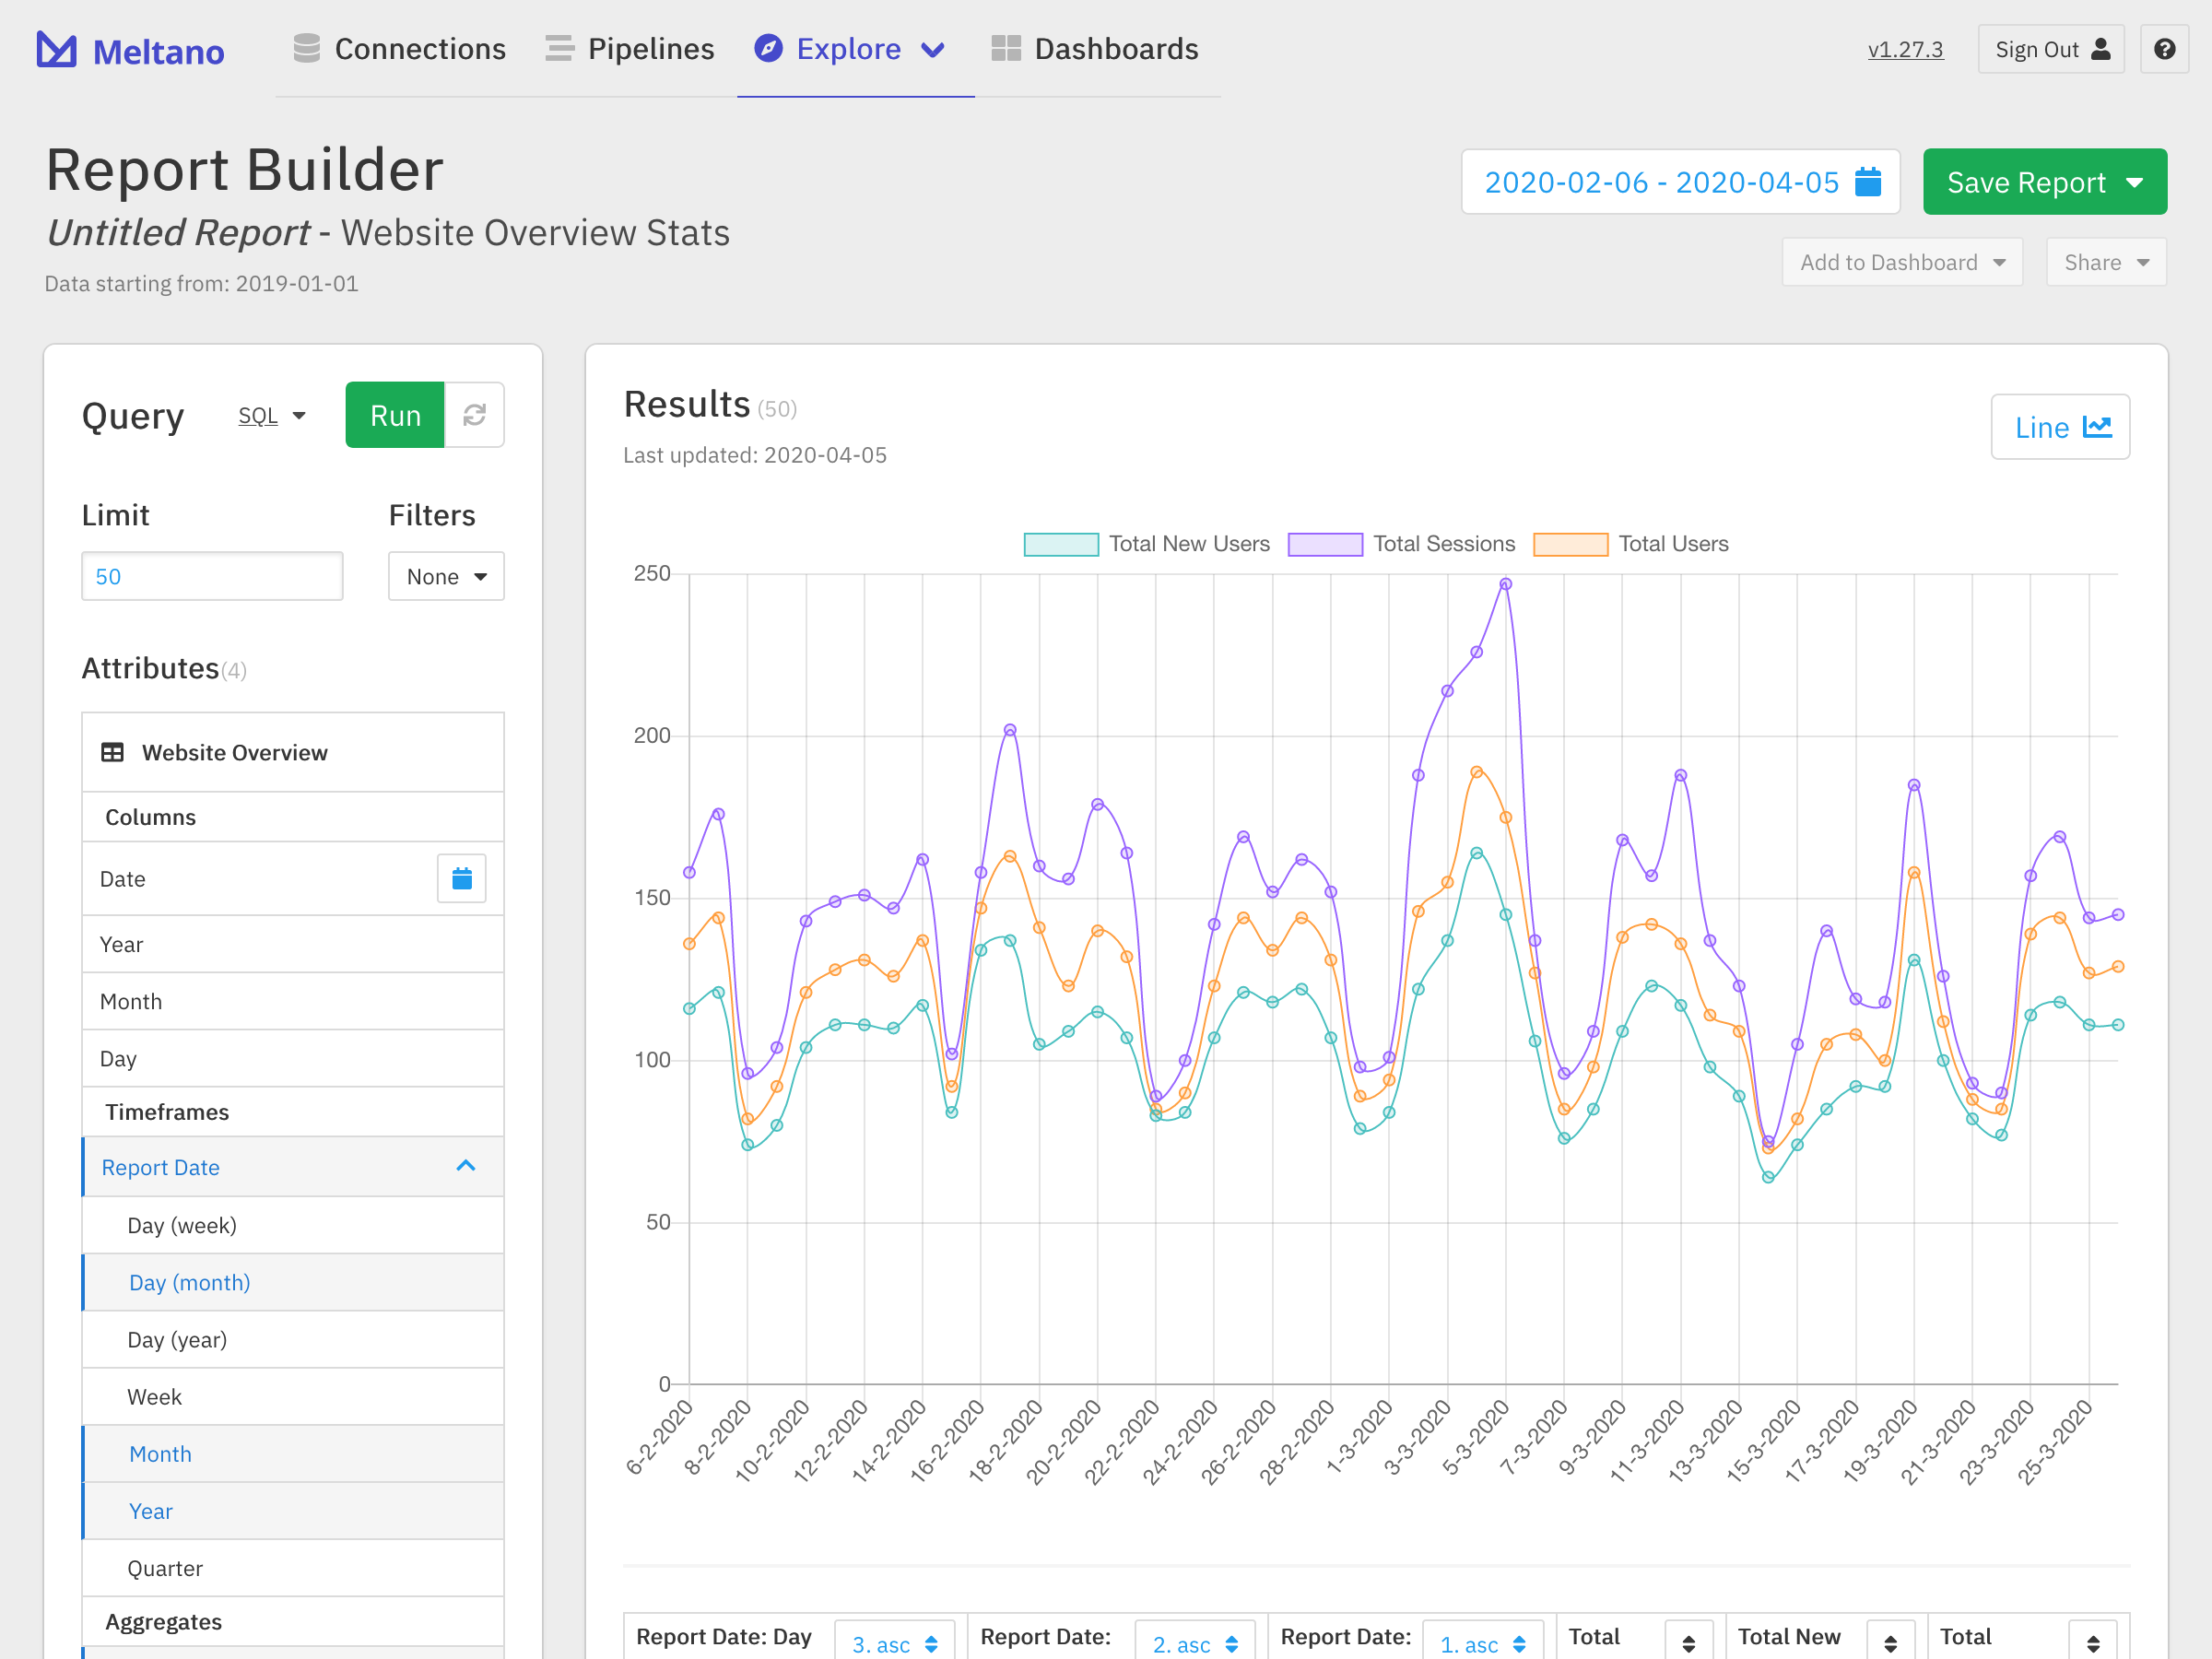 Meltano
Connections
Pipelines
Explore
Dashboards
v1.27.3
Sign Out
Report Builder
Untitled Report - Website Overview Stats
Data starting from: 2019-01-01
2020-02-06 - 2020-04-05
Save Report
Add to Dashboard
Share
Query
SQL
Run
Limit
Filters
50
None
Attributes(4)
Website Overview
Columns
Date
Year
Month
Day
Timeframes
Report Date
Day (week)
Day (month)
Day (year)
Week
Month
Year
Quarter
Aggregates
Results (50)
Last updated: 2020-04-05
Line
Total New Users
Total Sessions
Total Users
250
200
150
100
50
0
6-2-2020
8-2-2020
10-2-2020
12-2-2020
14-2-2020
16-2-2020
18-2-2020
20-2-2020
22-2-2020
24-2-2020
26-2-2020
28-2-2020
1-3-2020
3-3-2020
5-3-2020
7-3-2020
9-3-2020
11-3-2020
13-3-2020
15-3-2020
17-3-2020
19-3-2020
21-3-2020
23-3-2020
25-3-2020
Report Date: Day
3. asc
Report Date:
2. asc
Report Date:
1. asc
Total
Total New
Total